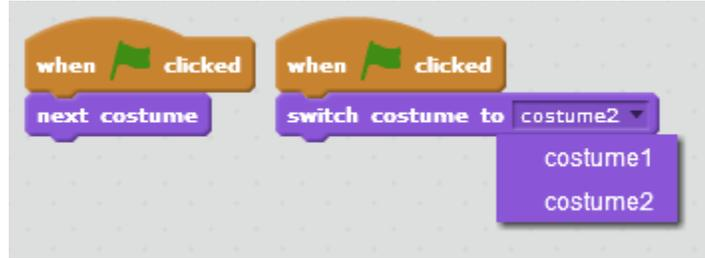 when clicked
next costume
when clicked
switch costume to costume2
costume1
costume2